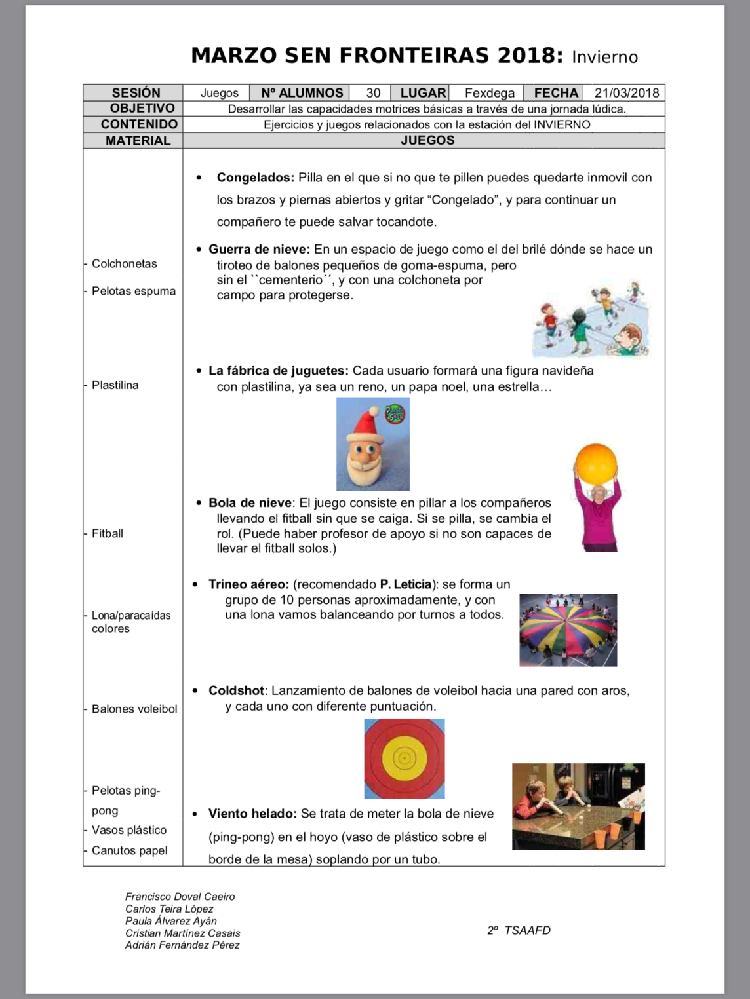 MARZO SEN FRONTEIRAS 2018: Invierno
SESIÓN Juegos Nº ALUMNOS 30 LUGAR Fexdega FECHA 21/03/2018
OBJETIVO Desarrollar las capacidades motrices básicas a través de una jornada lúdica.
CONTENIDO Ejercicios y juegos relacionados con la estación del INVIERNO
MATERIAL JUEGOS
• Congelados: Pilla en el que si no que te pillen puedes quedarte inmovil con
los brazos y piernas abiertos y gritar “Congelado”, y para continuar un
compañero te puede salvar tocandote.
• Guerra de nieve: En un espacio de juego como el del brilé dónde se hace un
- Colchonetas
tiroteo de balones pequeños de goma-espuma, pero
sin el ``cementerio´´, y con una colchoneta por
- Pelotas espuma
campo para protegerse.
• La fábrica de juguetes: Cada usuario formará una figura navideña
- Plastilina
con plastilina, ya sea un reno, un papa noel, una estrella…
• Bola de nieve: El juego consiste en pillar a los compañeros
llevando el fitball sin que se caiga. Si se pilla, se cambia el
- Fitball
rol. (Puede haber profesor de apoyo si no son capaces de
llevar el fitball solos.)
• Trineo aéreo: (recomendado P. Leticia): se forma un
grupo de 10 personas aproximadamente, y con
- Lona/paracaídas
colores
una lona vamos balanceando por turnos a todos.
• Coldshot: Lanzamiento de balones de voleibol hacia una pared con aros,
- Balones voleibol
y cada uno con diferente puntuación.
- Pelotas ping-
pong
- Vasos plástico
- Canutos papel
• Viento helado: Se trata de meter la bola de nieve
(ping-pong) en el hoyo (vaso de plástico sobre el
borde de la mesa) soplando por un tubo.
Francisco Doval Caeiro
Carlos Teira López
Paula Álvarez Ayán
Cristian Martínez Casais
Adrián Fernández Pérez
2º TSAAFD